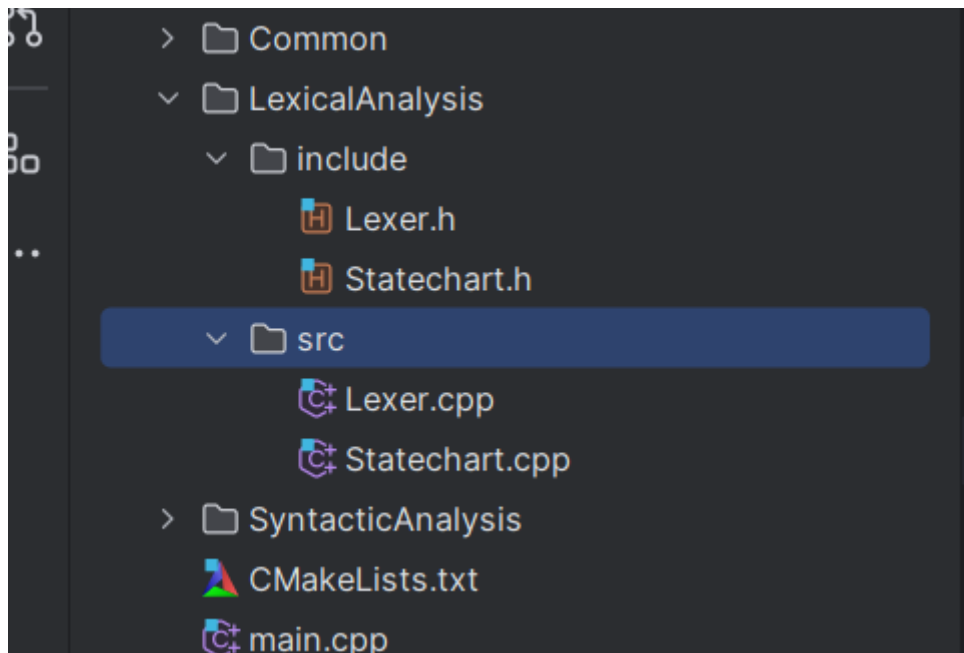 Common
LexicalAnalysis
include
Lexer.h
Statechart.h
src
Lexer.cpp
Statechart.cpp
SyntacticAnalysis
CMakeLists.txt
main.cpp